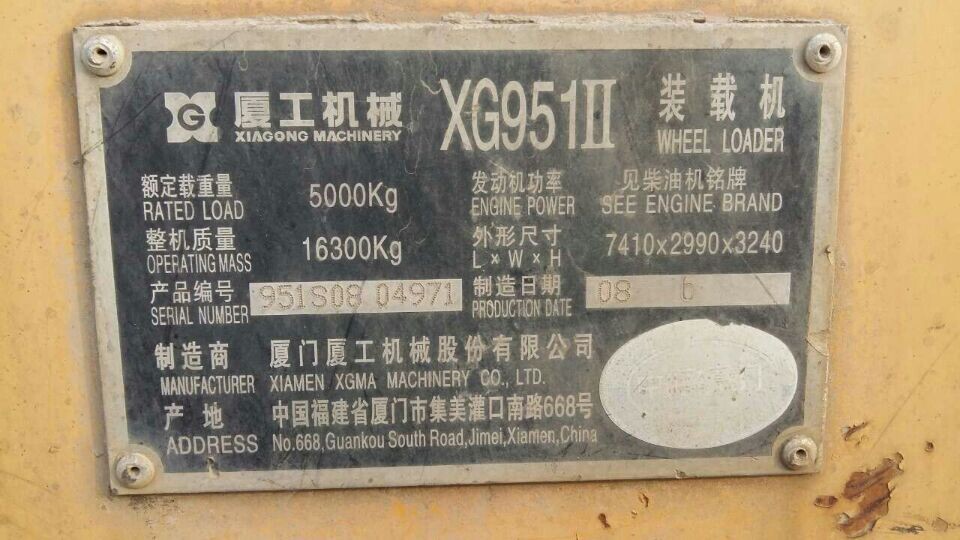 厦工机械 XG951II 装载机
XIAGONG MACHINERY WHEEL LOADER
额定载重量 5000Kg 发动机功率 见柴油机铭牌
RATED LOAD ENGINE POWER SEE ENGINE BRAND
整机质量 16300Kg 外形尺寸 7410x2990x3240
OPERATING MASS L×W×H
产品编号 951S08 04971 制造日期 08 6
SERIAL NUMBER PRODUCTION DATE
制造商 厦门厦工机械股份有限公司
MANUFACTURER XIAMEN XGMA MACHINERY CO., LTD.
产地 中国福建省厦门市集美灌口南路668号
ADDRESS No.668,Guankou South Road,Jimei,Xiamen,China